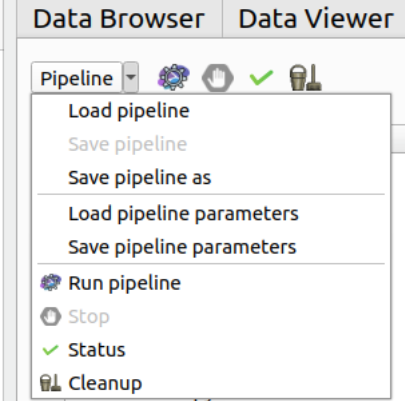 Data Browser Data Viewer
Pipeline
Load pipeline
Save pipeline
Save pipeline as
Load pipeline parameters
Save pipeline parameters
Run pipeline
Stop
Status
Cleanup